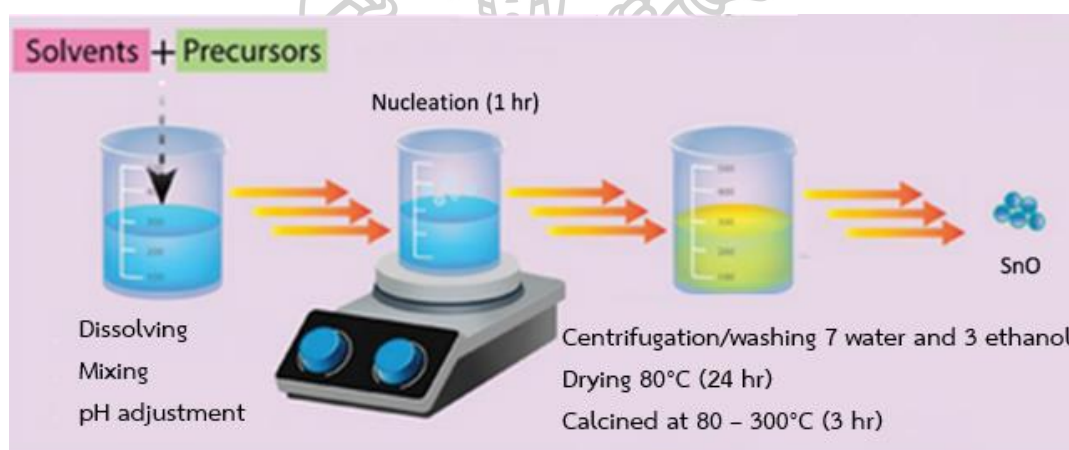 Solvents + Precursors
Nucleation (1 hr)
SnO
Dissolving
Mixing
pH adjustment
Centrifugation/washing 7 water and 3 ethanol
Drying 80°C (24 hr)
Calcined at 80 – 300°C (3 hr)